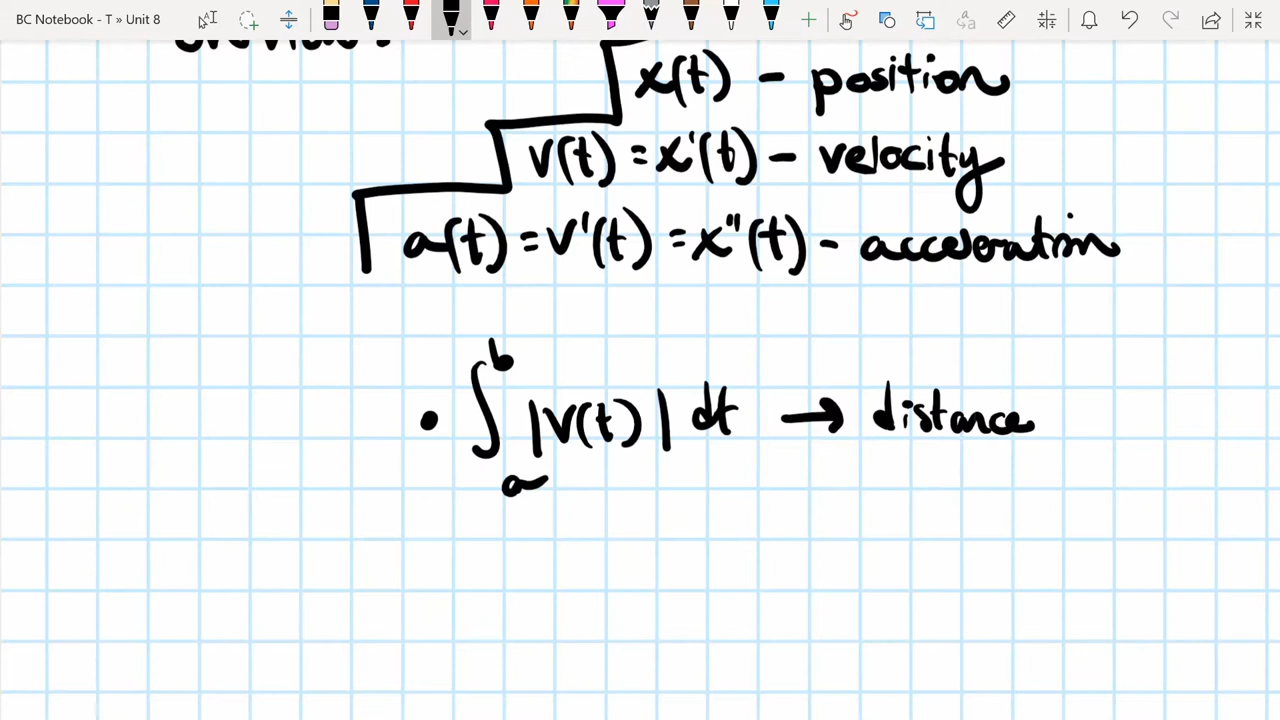 BC Notebook - T » Unit 8
x(t) - position
v(t) = x'(t) - velocity
a(t) = v'(t) = x"(t) - acceleration
• ∫_a^b |v(t)| dt → distance